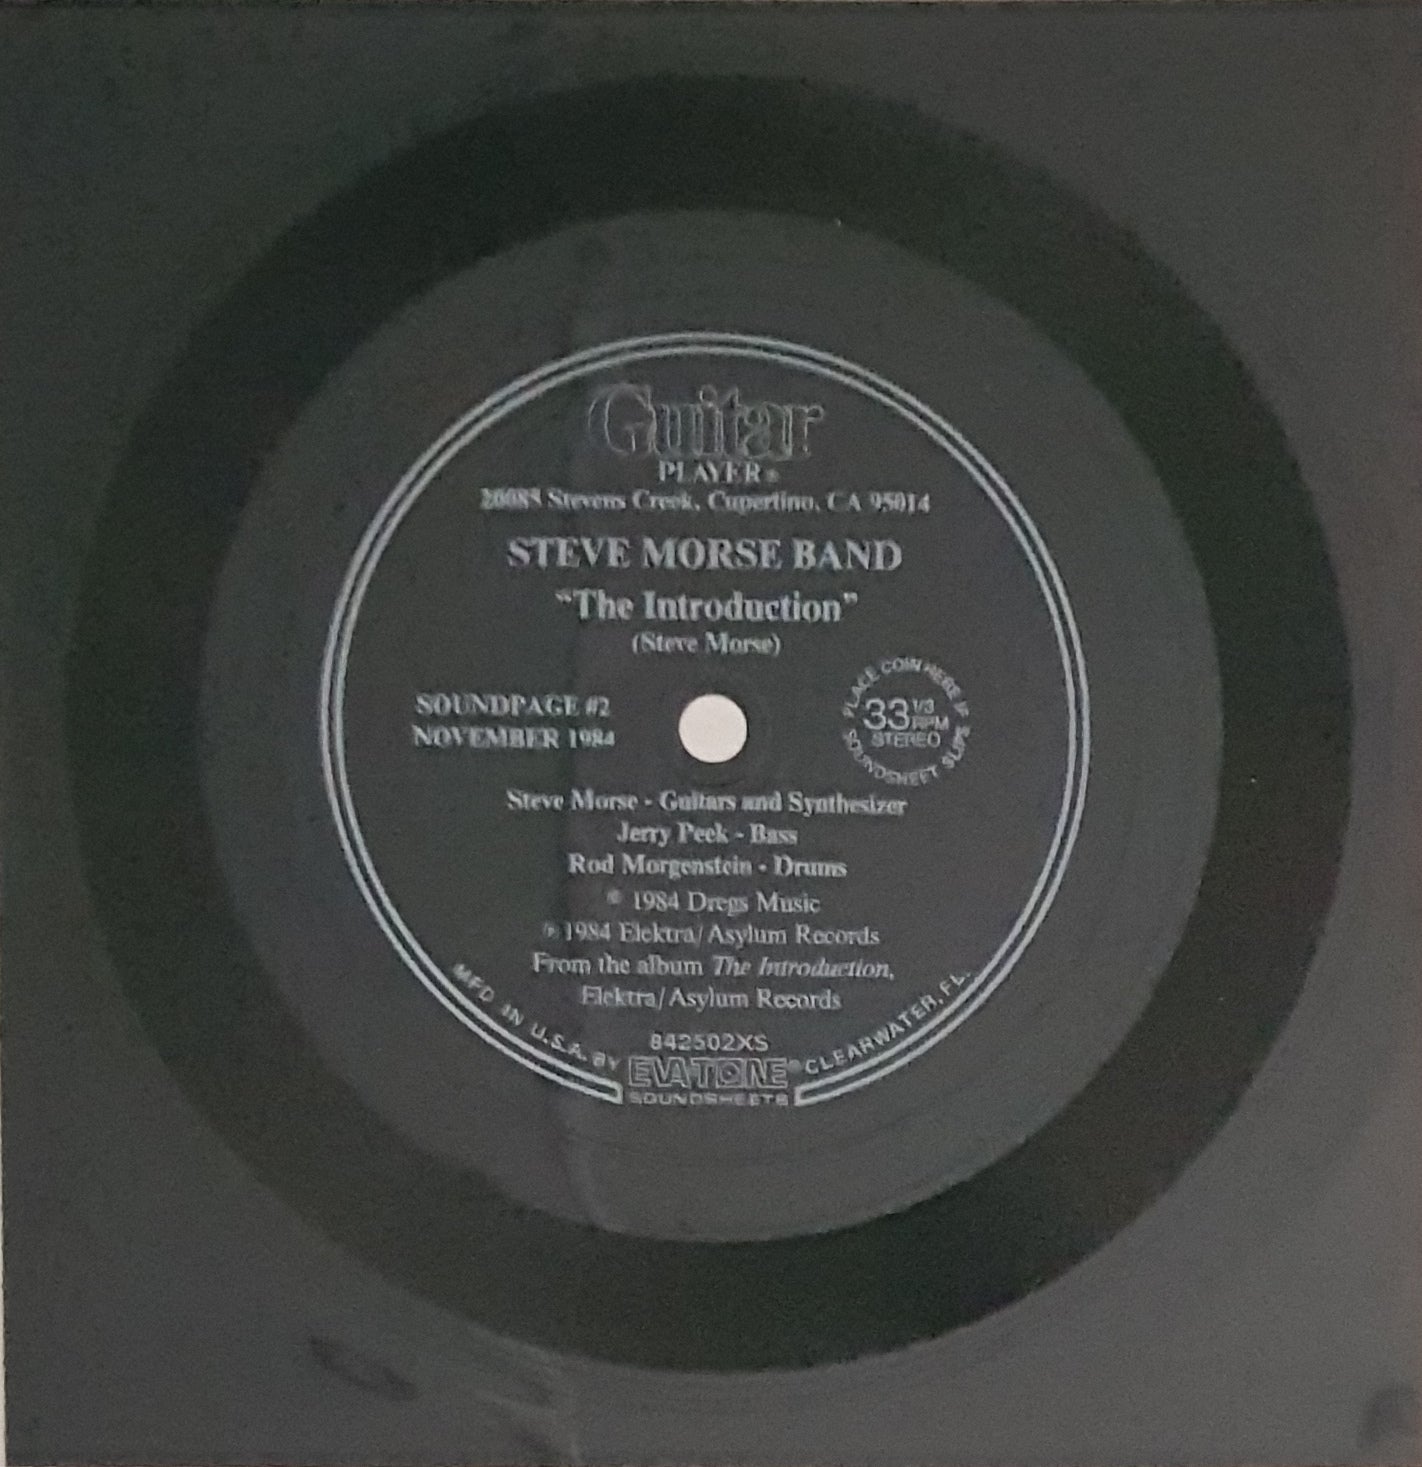 Guitar
PLAYER®
20085 Stevens Creek, Cupertino, CA 95014
STEVE MORSE BAND
"The Introduction"
(Steve Morse)
SOUNDPAGE #2
NOVEMBER 1984
PLACE COIN HERE IF
33 1/3
RPM
STEREO
SOUNDSHEET SLIPS
Steve Morse - Guitars and Synthesizer
Jerry Peek - Bass
Rod Morgenstein - Drums
© 1984 Dregs Music
℗ 1984 Elektra/Asylum Records
From the album The Introduction,
Elektra/Asylum Records
842502XS
MFD IN U.S.A. BY
EVATONE®
SOUNDSHEETS
CLEARWATER, FL.